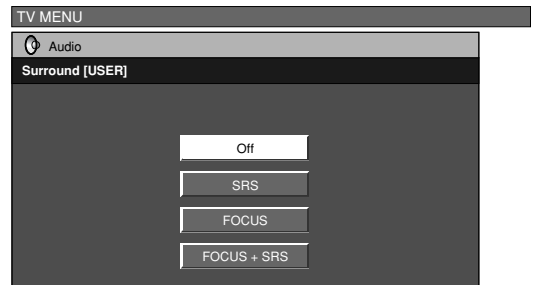 TV MENU
Audio
Surround [USER]
Off
SRS
FOCUS
FOCUS + SRS